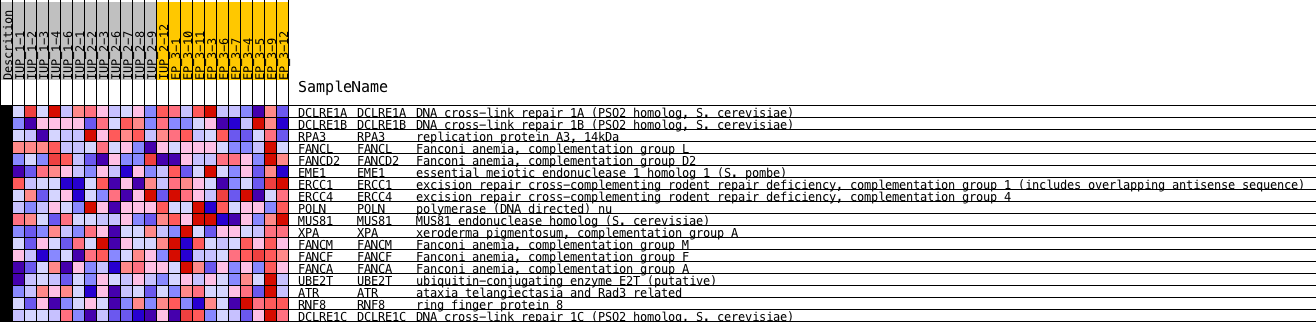 Descrition
IUP_1-1
IUP_1-2
IUP_1-3
IUP_1-4
IUP_1-6
IUP_2-1
IUP_2-2
IUP_2-3
IUP_2-6
IUP_2-7
IUP_2-8
IUP_2-9
IUP_2-12
EP_3-1
EP_3-10
EP_3-11
EP_3-3
EP_3-6
EP_3-7
EP_3-4
EP_3-5
EP_3-9
EP_3-12
SampleName
DCLRE1A DCLRE1A DNA cross-link repair 1A (PSO2 homolog, S. cerevisiae)
DCLRE1B DCLRE1B DNA cross-link repair 1B (PSO2 homolog, S. cerevisiae)
RPA3 RPA3 replication protein A3, 14kDa
FANCL FANCL Fanconi anemia, complementation group L
FANCD2 FANCD2 Fanconi anemia, complementation group D2
EME1 EME1 essential meiotic endonuclease 1 homolog 1 (S. pombe)
ERCC1 ERCC1 excision repair cross-complementing rodent repair deficiency, complementation group 1 (includes overlapping antisense sequence)
ERCC4 ERCC4 excision repair cross-complementing rodent repair deficiency, complementation group 4
POLN POLN polymerase (DNA directed) nu
MUS81 MUS81 MUS81 endonuclease homolog (S. cerevisiae)
XPA XPA xeroderma pigmentosum, complementation group A
FANCM FANCM Fanconi anemia, complementation group M
FANCF FANCF Fanconi anemia, complementation group F
FANCA FANCA Fanconi anemia, complementation group A
UBE2T UBE2T ubiquitin-conjugating enzyme E2T (putative)
ATR ATR ataxia telangiectasia and Rad3 related
RNF8 RNF8 ring finger protein 8
DCLRE1C DCLRE1C DNA cross-link repair 1C (PSO2 homolog, S. cerevisiae)